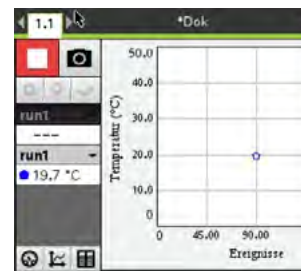 1.1
*Dok
run1
---
run1
19.7 °C
Temperatur (°C)
50.0
40.0
30.0
20.0
10.0
0
0 45.00 90.00
Ereignisse